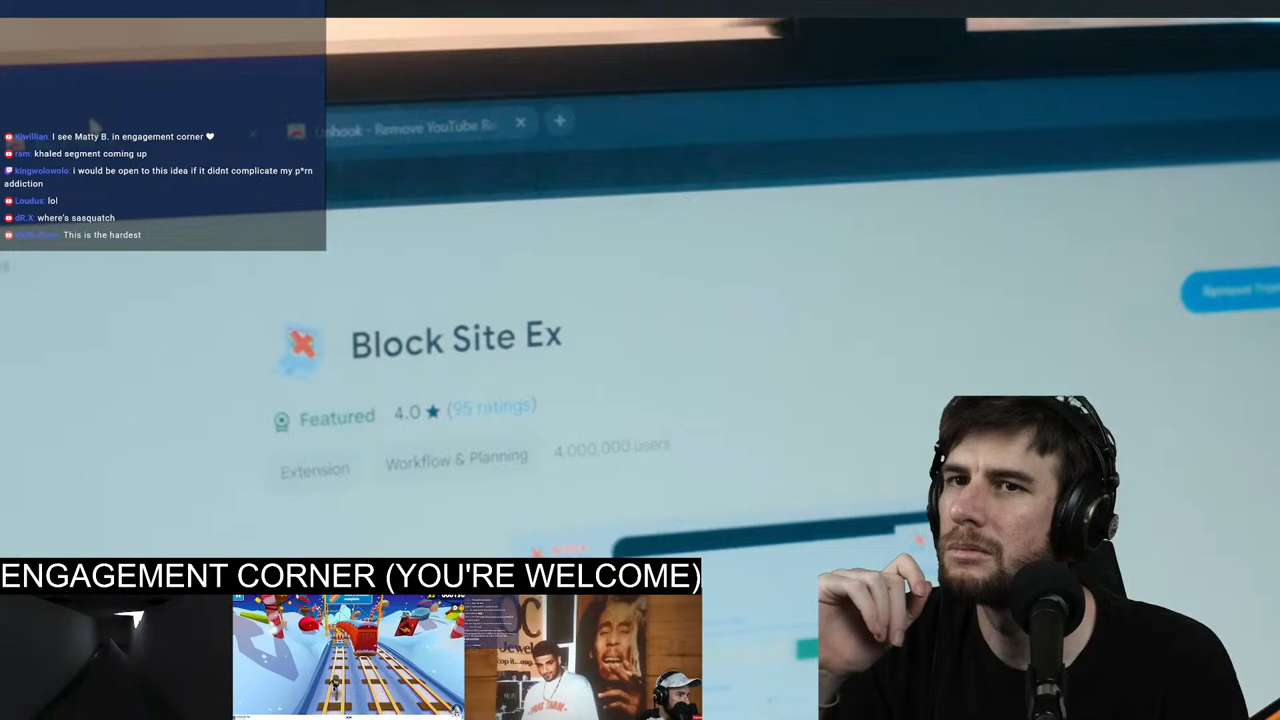 Kiwillian: I see Matty B. in engagement corner
ram: khaled segment coming up
kingwolowolo: i would be open to this idea if it didnt complicate my p*rn
addiction
Loudus: lol
dR.X: where's sasquatch
This is the hardest
Unhook - Remove YouTube Re
Block Site Ex
Featured 4.0 ★ (95 ratings)
Extension Workflow & Planning 4,000,000 users
ENGAGEMENT CORNER (YOU'RE WELCOME)